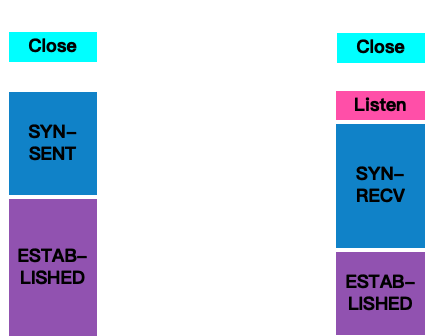 Close
SYN-
SENT
ESTAB-
LISHED
Close
Listen
SYN-
RECV
ESTAB-
LISHED